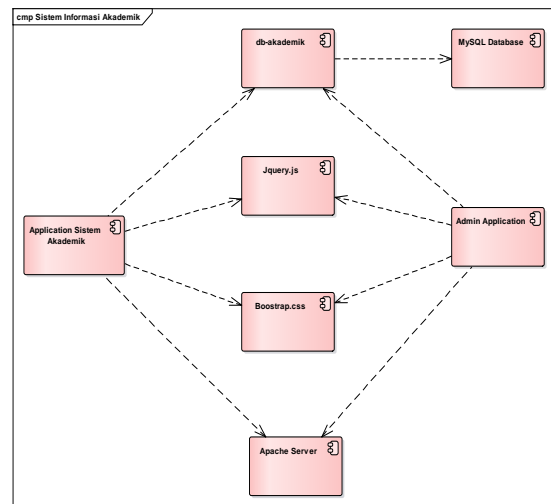 cmp Sistem Informasi Akademik
db-akademik
MySQL Database
Jquery.js
Application Sistem
Akademik
Admin Application
Boostrap.css
Apache Server